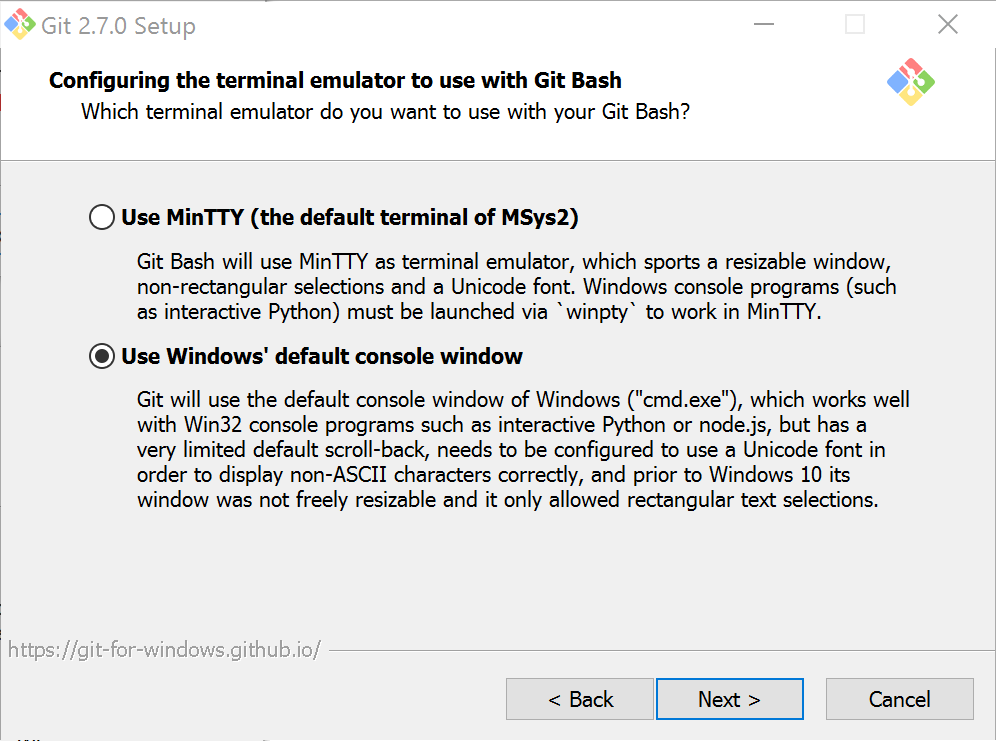 Git 2.7.0 Setup
Configuring the terminal emulator to use with Git Bash
Which terminal emulator do you want to use with your Git Bash?
Use MinTTY (the default terminal of MSys2)
Git Bash will use MinTTY as terminal emulator, which sports a resizable window,
non-rectangular selections and a Unicode font. Windows console programs (such
as interactive Python) must be launched via `winpty` to work in MinTTY.
Use Windows' default console window
Git will use the default console window of Windows ("cmd.exe"), which works well
with Win32 console programs such as interactive Python or node.js, but has a
very limited default scroll-back, needs to be configured to use a Unicode font in
order to display non-ASCII characters correctly, and prior to Windows 10 its
window was not freely resizable and it only allowed rectangular text selections.
https://git-for-windows.github.io/
< Back
Next >
Cancel